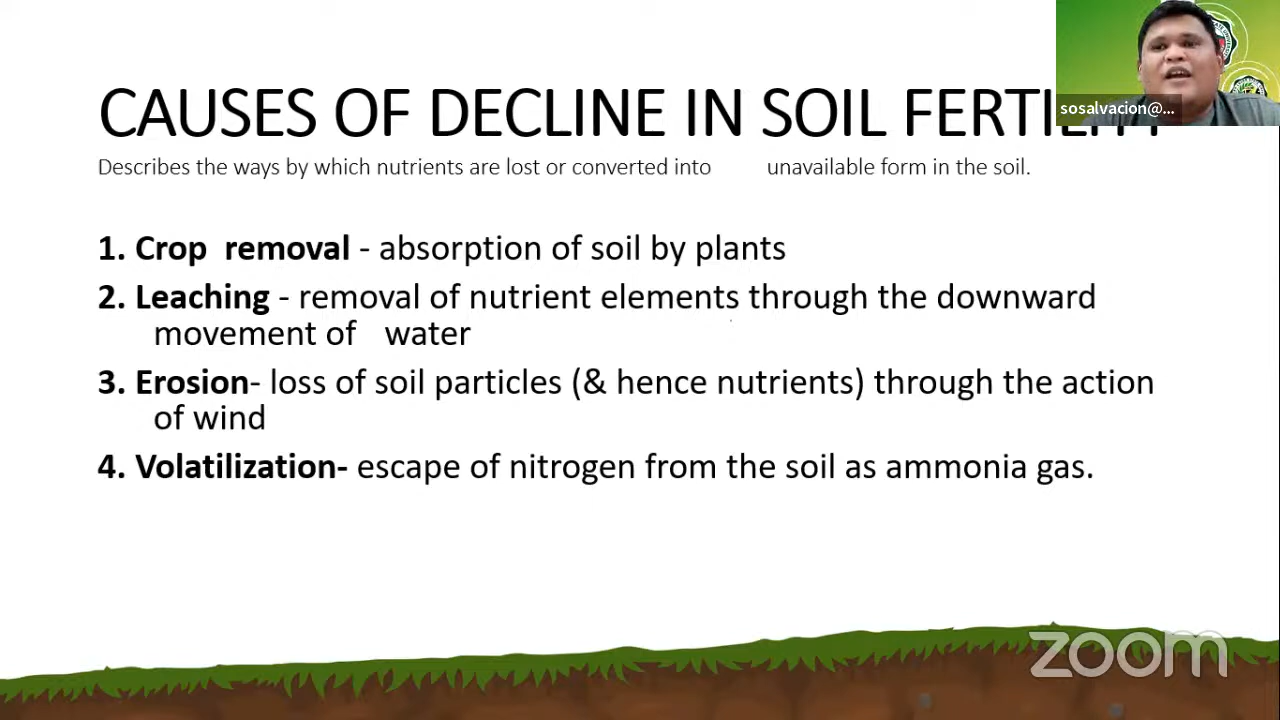 CAUSES OF DECLINE IN SOIL FERTILITY
sosalvacion@...
Describes the ways by which nutrients are lost or converted into unavailable form in the soil.
1. Crop removal - absorption of soil by plants
2. Leaching - removal of nutrient elements through the downward
movement of water
3. Erosion- loss of soil particles (& hence nutrients) through the action
of wind
4. Volatilization- escape of nitrogen from the soil as ammonia gas.
zoom